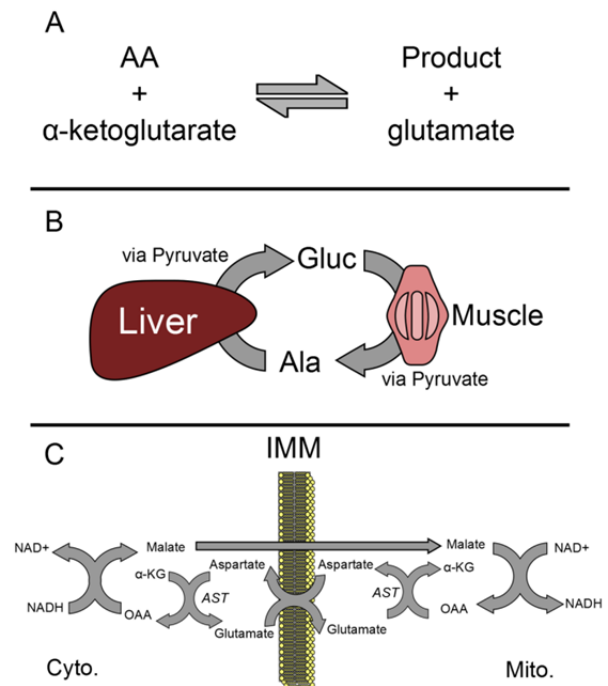 A
AA Product
+ +
α-ketoglutarate glutamate
B
via Pyruvate Gluc
Liver Muscle
Ala via Pyruvate
C IMM
NAD+ Malate Malate NAD+
α-KG Aspartate Aspartate α-KG
AST AST
NADH OAA OAA NADH
Glutamate Glutamate
Cyto. Mito.